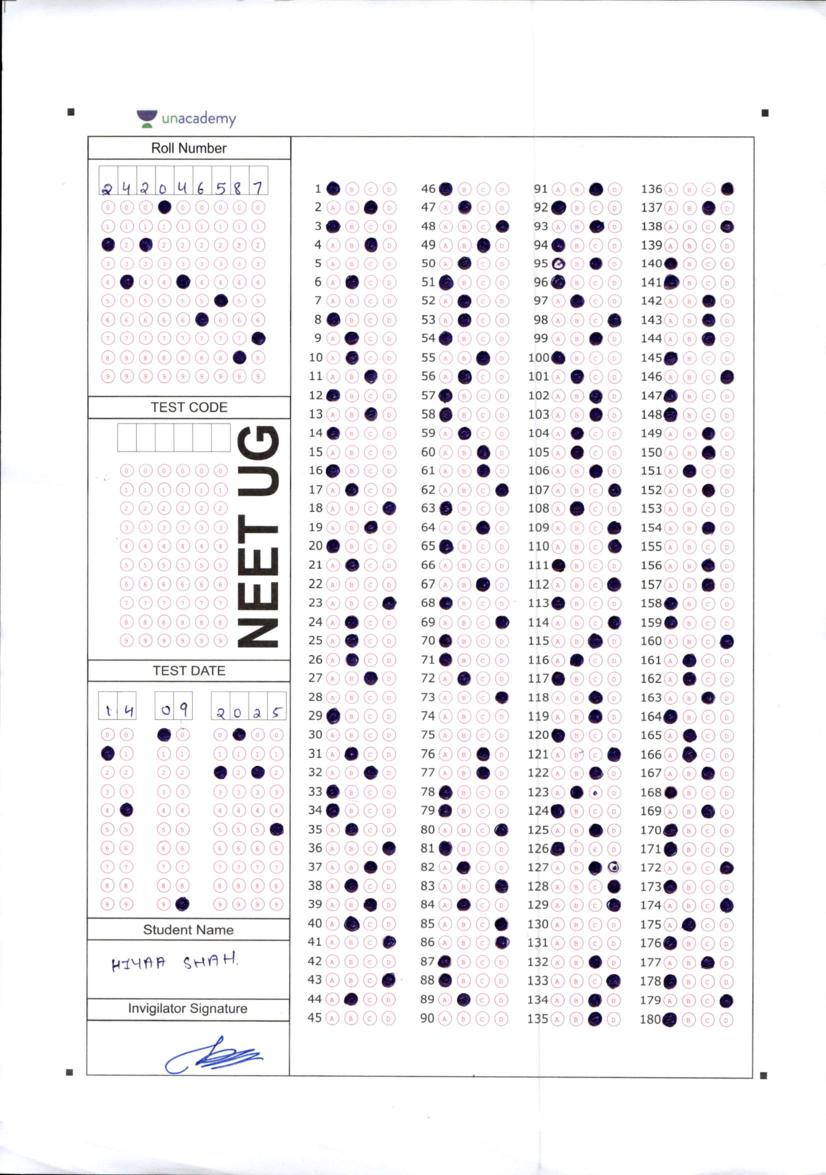 unacademy
Roll Number
2 4 2 0 4 6 5 8 7
TEST CODE
NEET UG
TEST DATE
1 4 0 9 2 0 2 5
Student Name
HIYAA SHAH.
Invigilator Signature
1 B C D 46 B C D 91 A B D 136 A B C
2 A B D 47 A C D 92 B C D 137 A B D
3 B C D 48 A B C 93 A B D 138 A B C
4 A B D 49 A B D 94 B C D 139 A B C D
5 A B C D 50 A C D 95 B D 140 B C D
6 A C D 51 B C D 96 B C D 141 B C D
7 A B C D 52 A C D 97 A C D 142 A B D
8 B C D 53 A C D 98 A B C 143 A B D
9 A C D 54 B C D 99 A B D 144 A B D
10 A C D 55 A B D 100 B C D 145 B C D
11 A B D 56 A C D 101 A C D 146 A B C
12 B C D 57 B C D 102 A B D 147 B C D
13 A B D 58 B C D 103 A B D 148 B C D
14 B C D 59 A C D 104 A C D 149 A B D
15 A B C D 60 A B D 105 A C D 150 A B D
16 B C D 61 A B D 106 A B D 151 A C D
17 A C D 62 A B C 107 A B C 152 A B D
18 A B C 63 B C D 108 A C D 153 A B C D
19 A B D 64 A B D 109 A B C 154 A B D
20 B C D 65 B C D 110 A B C 155 A B C D
21 A C D 66 A B C D 111 B C D 156 A B D
22 A B C D 67 A B D 112 A B C 157 A B D
23 A B C 68 B C D 113 B C D 158 B C D
24 A C D 69 A B C 114 A B C 159 B C D
25 A C D 70 B C D 115 A B D 160 A B C
26 A C D 71 B C D 116 A C D 161 A C D
27 A B D 72 A C D 117 B C D 162 A C D
28 A B C D 73 A B C 118 A B D 163 A B D
29 B C D 74 A B C D 119 A B D 164 B C D
30 A B C D 75 A B C D 120 B C D 165 A C D
31 A C D 76 A B D 121 A B C 166 A C D
32 A B D 77 A B D 122 A B D 167 A B D
33 B C D 78 B C D 123 A D 168 B C D
34 B C D 79 B C D 124 B C D 169 A B D
35 A C D 80 A B C 125 A B D 170 B C D
36 A B C 81 B C D 126 B C D 171 B C D
37 A B D 82 A C D 127 A B 172 A B C
38 A C D 83 A B C 128 A B C 173 B C D
39 A B D 84 A C D 129 A B C 174 A B C
40 A C D 85 A B C 130 A B C D 175 A C D
41 A B C 86 A B C 131 A B C D 176 B C D
42 A B C D 87 B C D 132 A B D 177 A B D
43 A B C 88 B C D 133 A B C 178 B C D
44 A C D 89 A C D 134 A B D 179 A B C
45 A B C D 90 A B C D 135 A B D 180 B C D